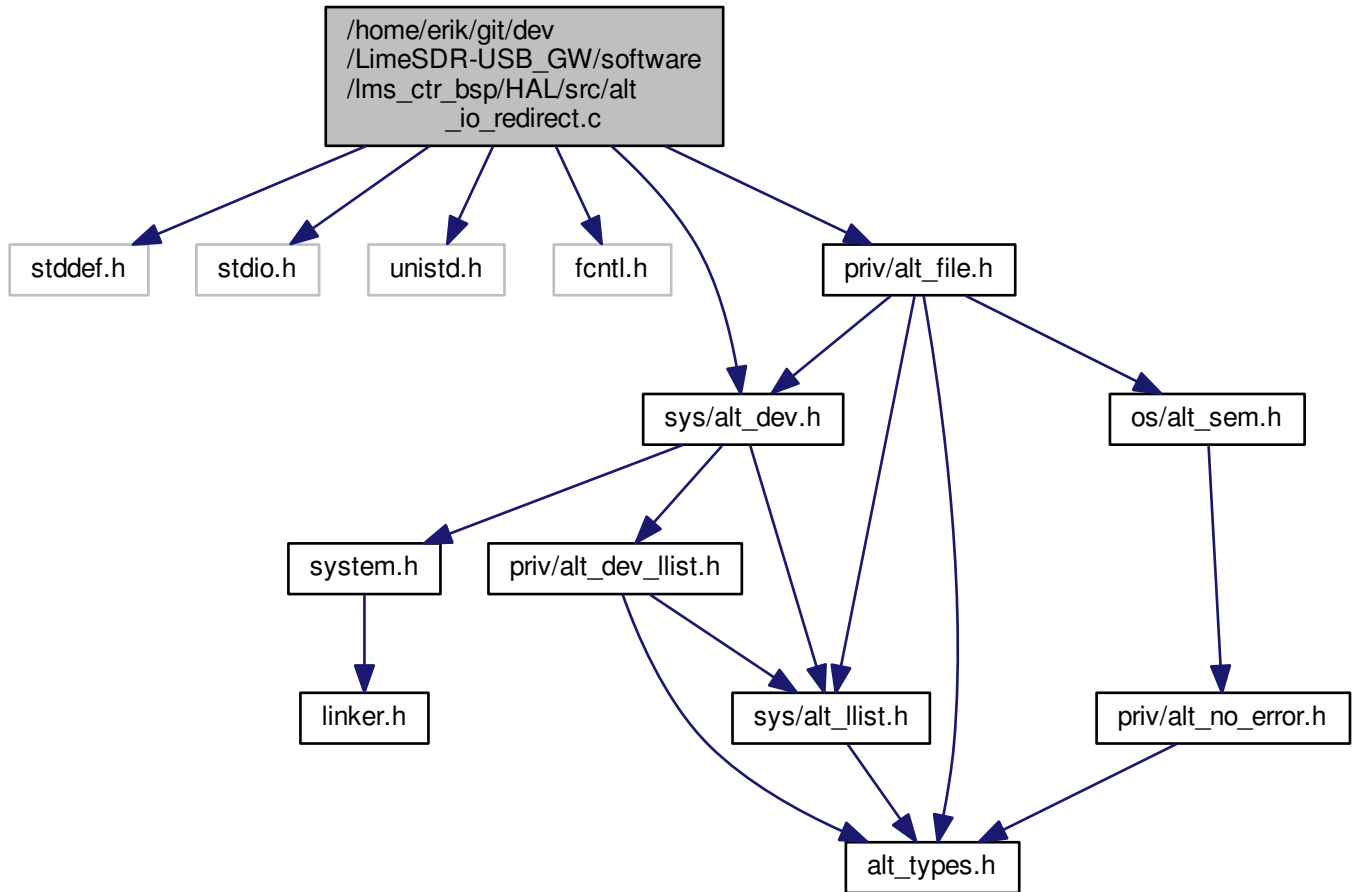 /home/erik/git/dev
/LimeSDR-USB_GW/software
/lms_ctr_bsp/HAL/src/alt
_io_redirect.c
stddef.h
stdio.h
unistd.h
fcntl.h
priv/alt_file.h
sys/alt_dev.h
os/alt_sem.h
system.h
priv/alt_dev_llist.h
linker.h
sys/alt_llist.h
priv/alt_no_error.h
alt_types.h